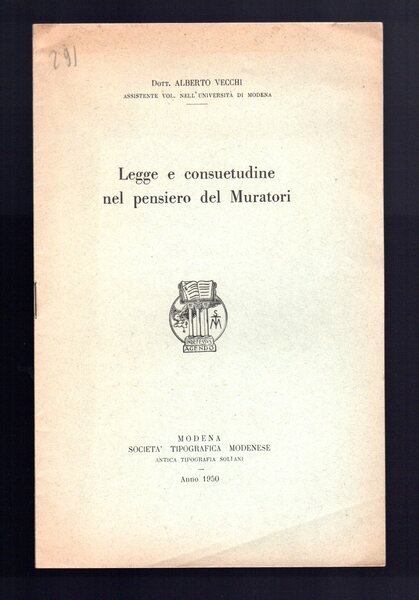 291
Dott. ALBERTO VECCHI
ASSISTENTE VOL. NELL'UNIVERSITÀ DI MODENA
Legge e consuetudine
nel pensiero del Muratori
AGENDO
MODENA
SOCIETA' TIPOGRAFICA MODENESE
ANTICA TIPOGRAFIA SOLIANI
Anno 1950